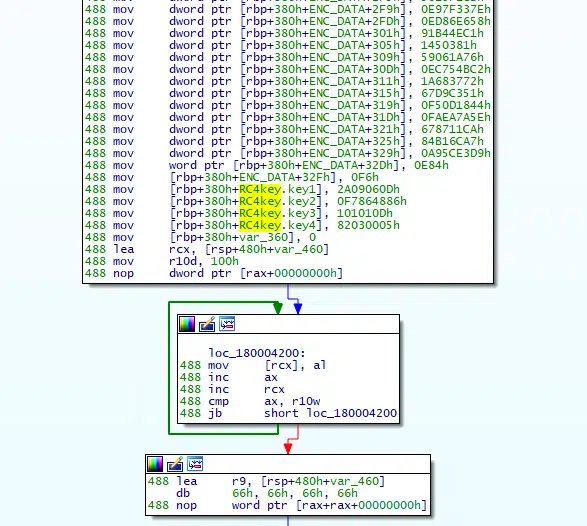 488 mov dword ptr [rbp+380h+ENC_DATA+2F9h], 0E97F337Eh
488 mov dword ptr [rbp+380h+ENC_DATA+2FDh], 0ED86E658h
488 mov dword ptr [rbp+380h+ENC_DATA+301h], 91B44EC1h
488 mov dword ptr [rbp+380h+ENC_DATA+305h], 1450381h
488 mov dword ptr [rbp+380h+ENC_DATA+309h], 59061A76h
488 mov dword ptr [rbp+380h+ENC_DATA+30Dh], 0EC754BC2h
488 mov dword ptr [rbp+380h+ENC_DATA+311h], 1A683772h
488 mov dword ptr [rbp+380h+ENC_DATA+315h], 67D9C351h
488 mov dword ptr [rbp+380h+ENC_DATA+319h], 0F50D1844h
488 mov dword ptr [rbp+380h+ENC_DATA+31Dh], 0FAEA7A5Eh
488 mov dword ptr [rbp+380h+ENC_DATA+321h], 678711CAh
488 mov dword ptr [rbp+380h+ENC_DATA+325h], 84B16CA7h
488 mov dword ptr [rbp+380h+ENC_DATA+329h], 0A95CE3D9h
488 mov word ptr [rbp+380h+ENC_DATA+32Dh], 0E84h
488 mov [rbp+380h+ENC_DATA+32Fh], 0F6h
488 mov [rbp+380h+RC4key.key1], 2A09060Dh
488 mov [rbp+380h+RC4key.key2], 0F7864886h
488 mov [rbp+380h+RC4key.key3], 101010Dh
488 mov [rbp+380h+RC4key.key4], 82030005h
488 mov [rbp+380h+var_360], 0
488 lea rcx, [rsp+480h+var_460]
488 mov r10d, 100h
488 nop dword ptr [rax+00000000h]
loc_180004200:
488 mov [rcx], al
488 inc ax
488 inc rcx
488 cmp ax, r10w
488 jb short loc_180004200
488 lea r9, [rsp+480h+var_460]
db 66h, 66h, 66h, 66h
488 nop word ptr [rax+rax+00000000h]